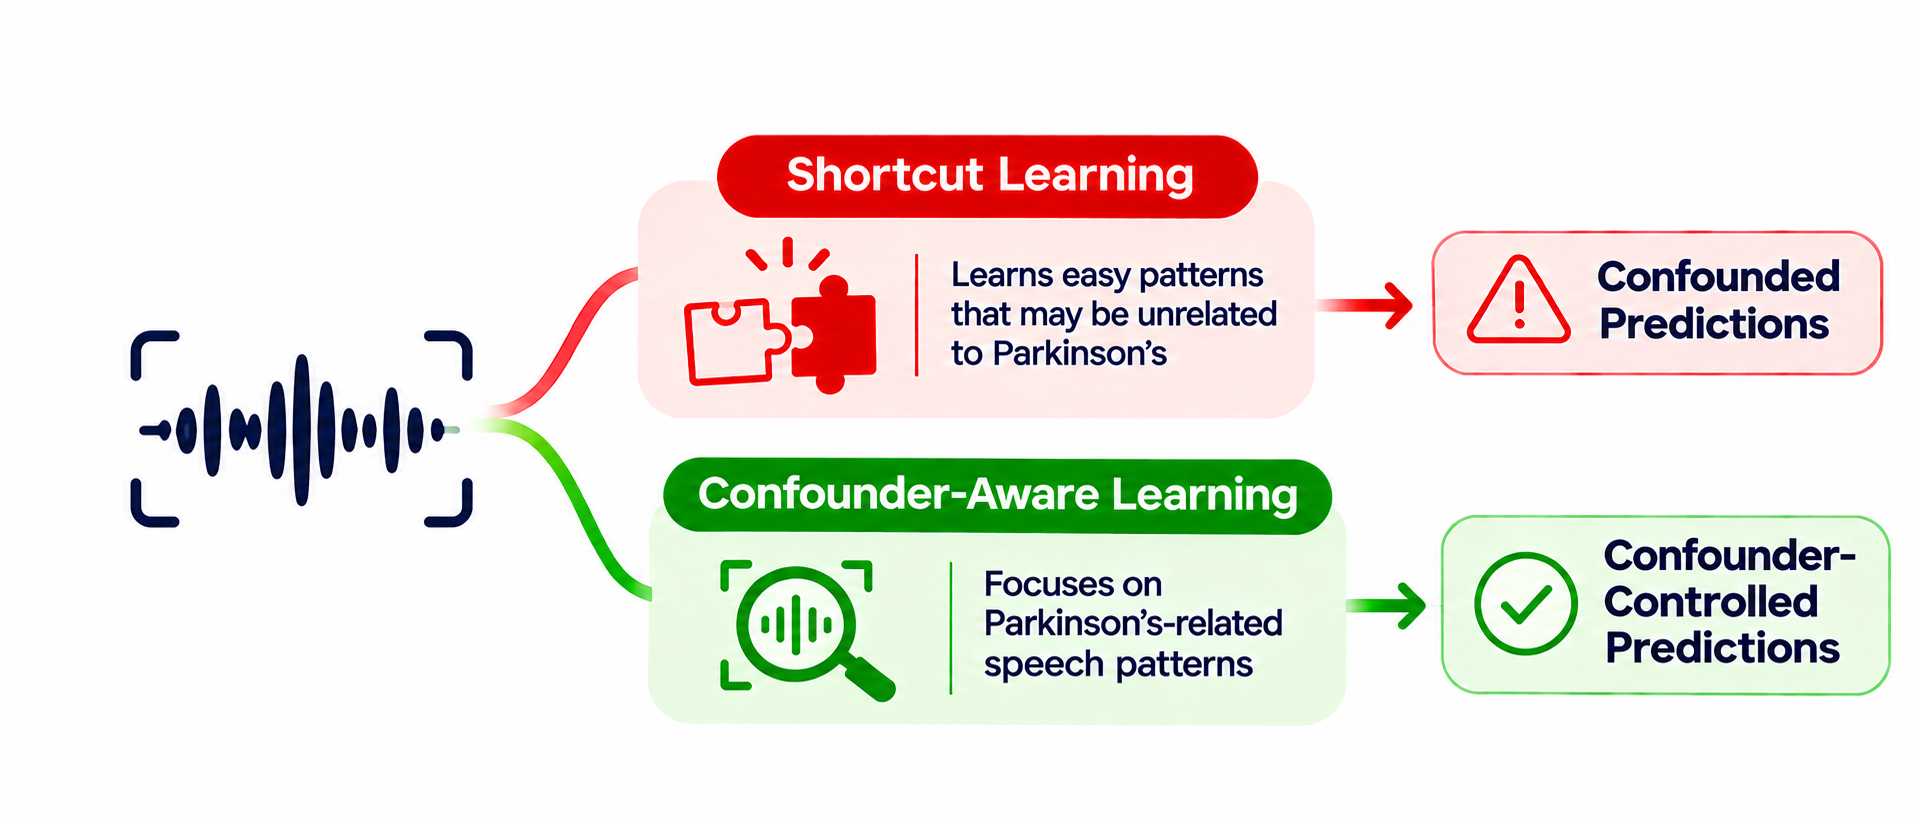 Shortcut Learning
Learns easy patterns
that may be unrelated
to Parkinson's
Confounded
Predictions
Confounder-Aware Learning
Focuses on
Parkinson's-related
speech patterns
Confounder-
Controlled
Predictions